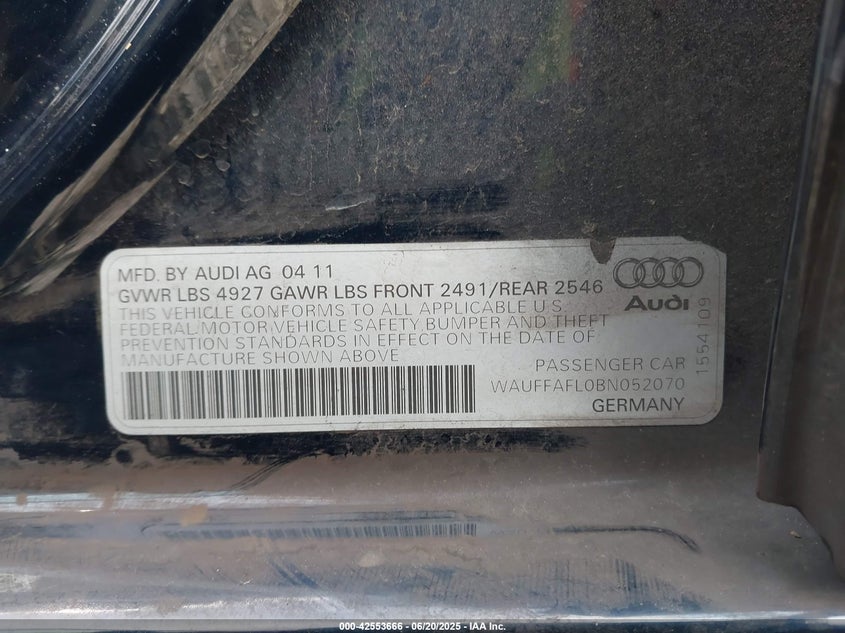 MFD. BY AUDI AG 04 11
GVWR LBS 4927 GAWR LBS FRONT 2491/REAR 2546
THIS VEHICLE CONFORMS TO ALL APPLICABLE U.S.
FEDERAL MOTOR VEHICLE SAFETY, BUMPER AND THEFT
PREVENTION STANDARDS IN EFFECT ON THE DATE OF
MANUFACTURE SHOWN ABOVE
Audi
1554109
PASSENGER CAR
WAUFFAFL0BN052070
GERMANY
000-42553666 - 06/20/2025 - IAA Inc.